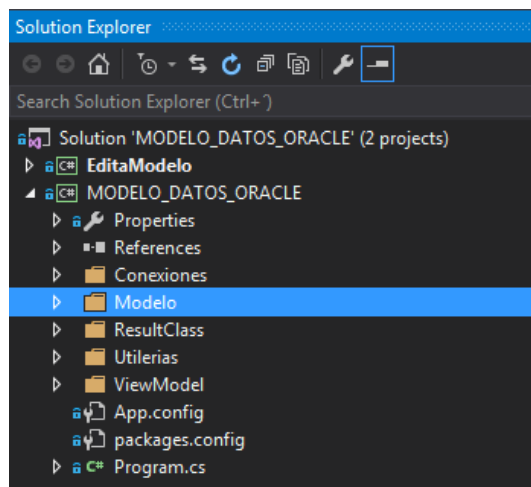 Solution Explorer
Search Solution Explorer (Ctrl+´)
Solution 'MODELO_DATOS_ORACLE' (2 projects)
C# EditaModelo
C# MODELO_DATOS_ORACLE
Properties
References
Conexiones
Modelo
ResultClass
Utilerias
ViewModel
App.config
packages.config
C# Program.cs